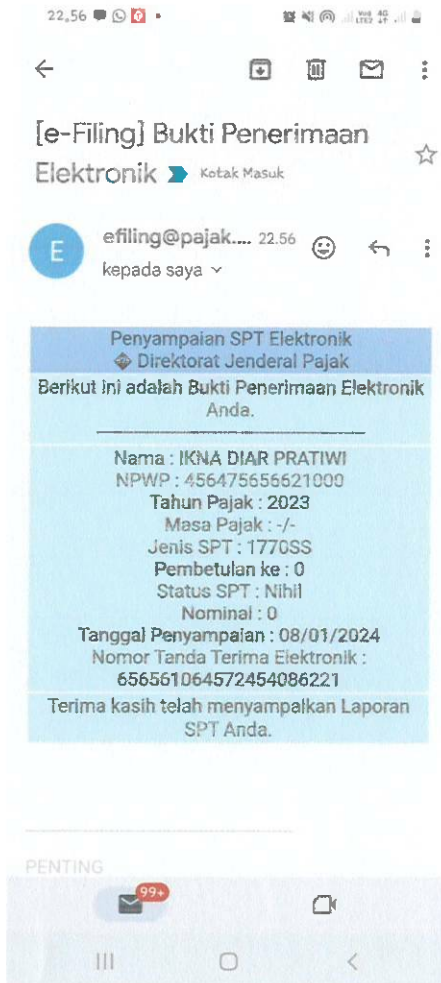 22.56
[e-Filing] Bukti Penerimaan
Elektronik Kotak Masuk
E
efiling@pajak.... 22.56
kepada saya
Penyampaian SPT Elektronik
Direktorat Jenderal Pajak
Berikut ini adalah Bukti Penerimaan Elektronik
Anda.
Nama : IKNA DIAR PRATIWI
NPWP : 456475656621000
Tahun Pajak : 2023
Masa Pajak : -/-
Jenis SPT : 1770SS
Pembetulan ke : 0
Status SPT : Nihil
Nominal : 0
Tanggal Penyampaian : 08/01/2024
Nomor Tanda Terima Elektronik :
656561064572454086221
Terima kasih telah menyampaikan Laporan
SPT Anda.
PENTING
99+